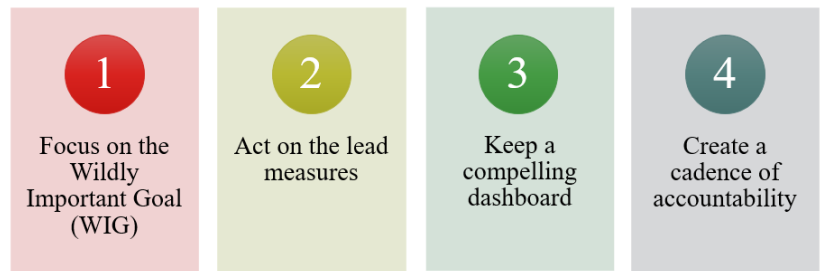 1
Focus on the
Wildly
Important Goal
(WIG)
2
Act on the lead
measures
3
Keep a
compelling
dashboard
4
Create a
cadence of
accountability